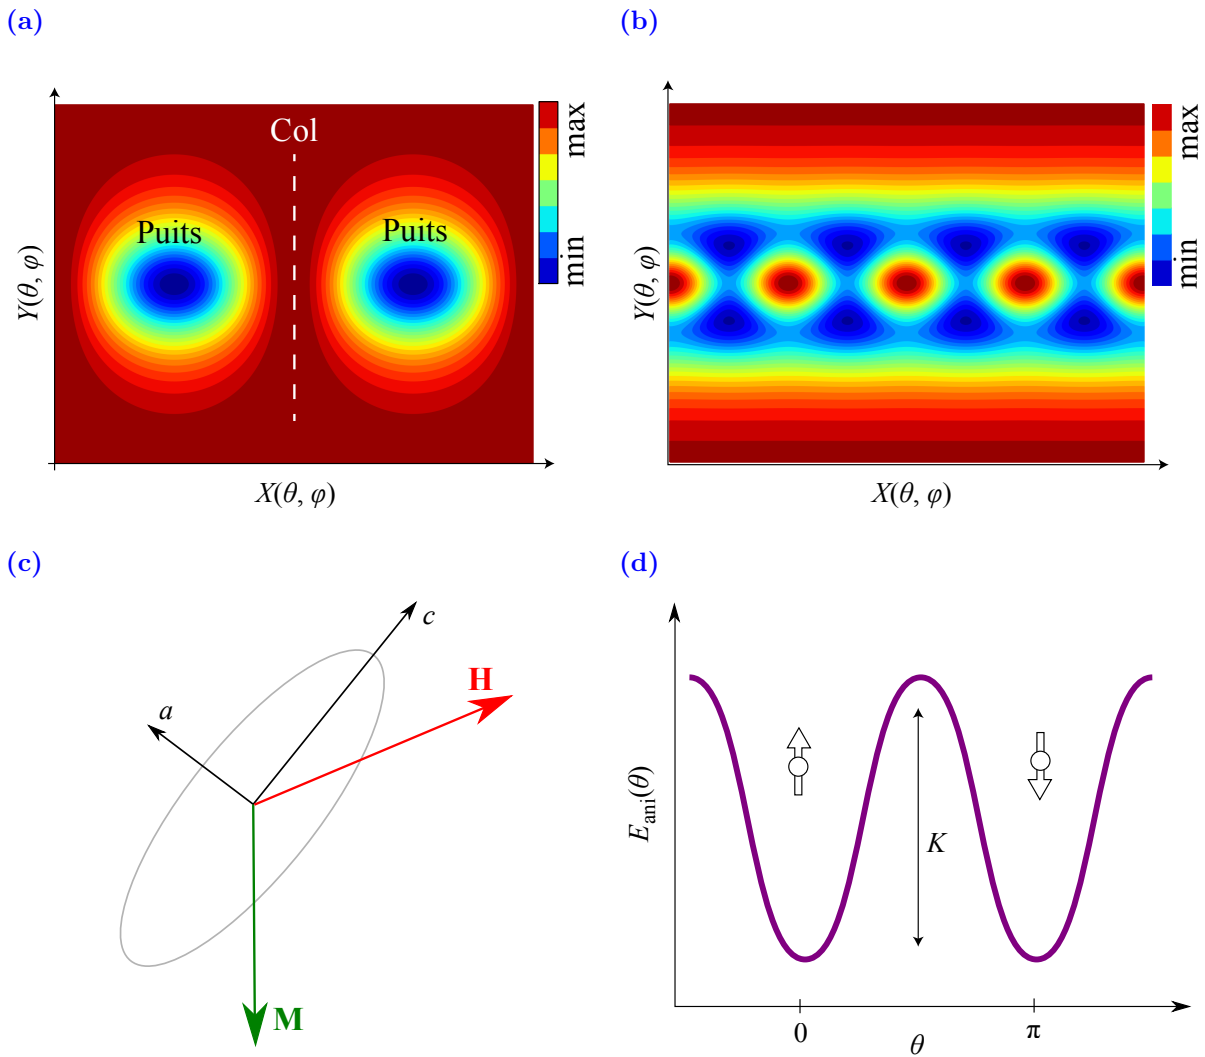 (a)
Col
Puits
Puits
max
min
Y(θ, φ)
X(θ, φ)
(b)
max
min
Y(θ, φ)
X(θ, φ)
(c)
c
H
a
M
(d)
E_ani(θ)
K
0
π
θ